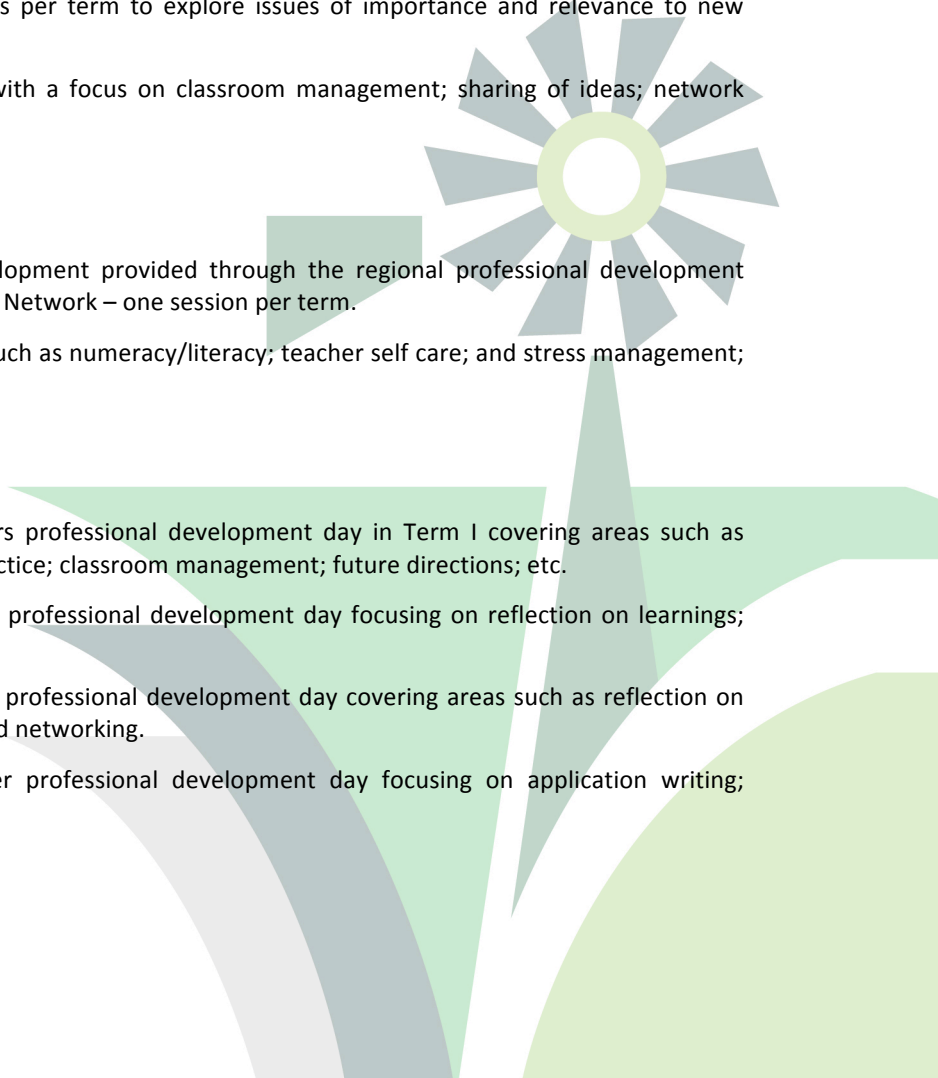 per term to explore issues of importance and relevance to new
with a focus on classroom management; sharing of ideas; network
lopment provided through the regional professional development
Network – one session per term.
uch as numeracy/literacy; teacher self care; and stress management;
rs professional development day in Term I covering areas such as
ctice; classroom management; future directions; etc.
professional development day focusing on reflection on learnings;
professional development day covering areas such as reflection on
d networking.
er professional development day focusing on application writing;